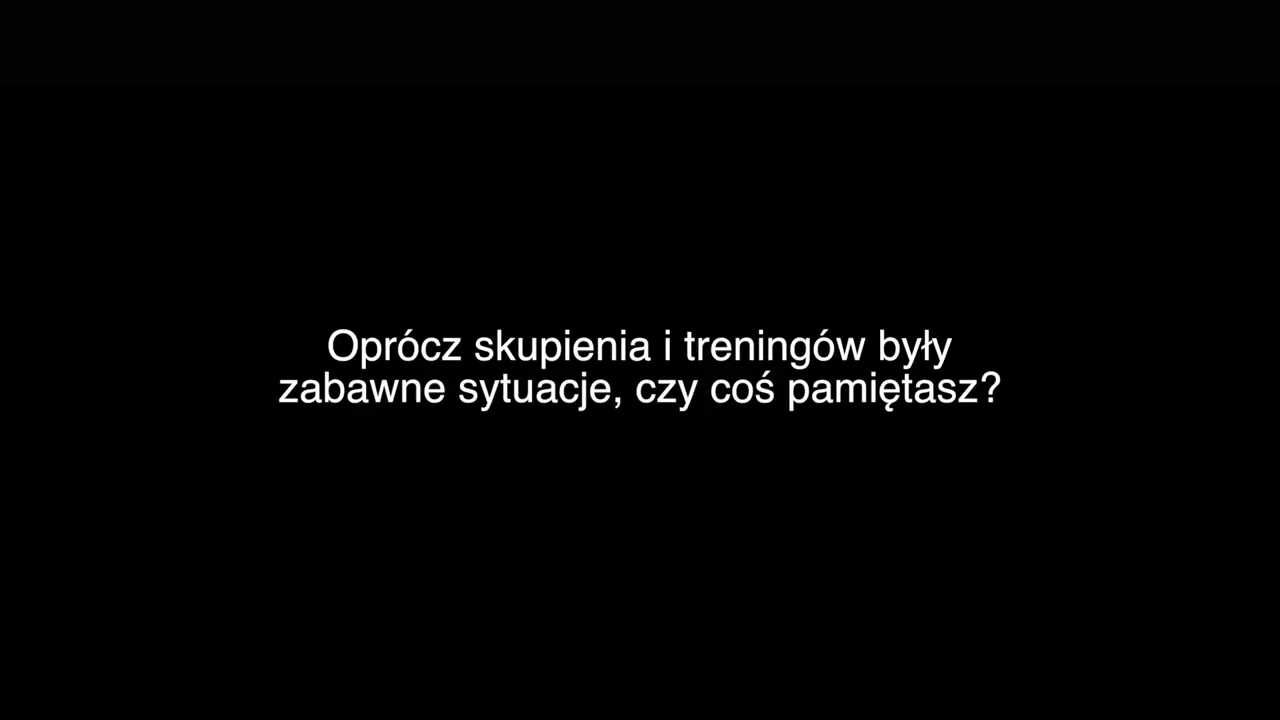 Oprócz skupienia i treningów były
zabawne sytuacje, czy coś pamiętasz?